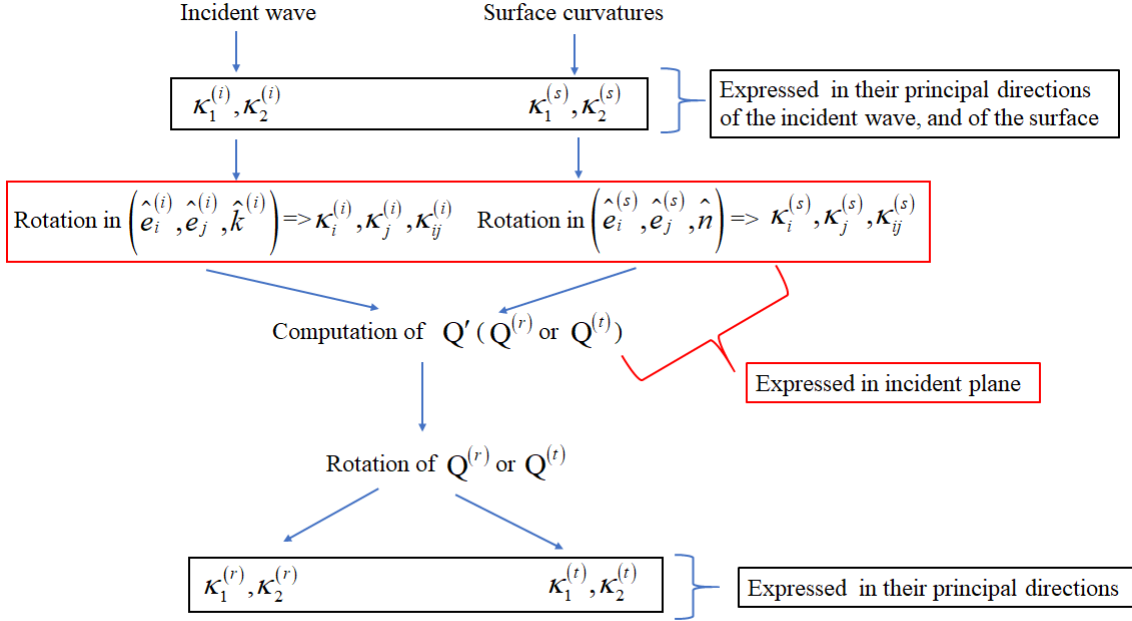 Incident wave
Surface curvatures
κ₁⁽ⁱ⁾, κ₂⁽ⁱ⁾
κ₁⁽ˢ⁾, κ₂⁽ˢ⁾
Expressed in their principal directions
of the incident wave, and of the surface
Rotation in (ê_i^(i), ê_j^(i), k̂^(i)) => κ_i^(i), κ_j^(i), κ_ij^(i)
Rotation in (ê_i^(s), ê_j^(s), n̂) => κ_i^(s), κ_j^(s), κ_ij^(s)
Computation of Q′ (Q^(r) or Q^(t))
Expressed in incident plane
Rotation of Q^(r) or Q^(t)
κ₁^(r), κ₂^(r)
κ₁^(t), κ₂^(t)
Expressed in their principal directions